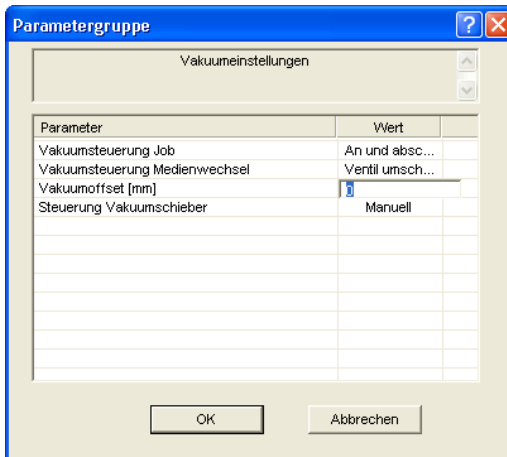 Parametergruppe
Vakuumeinstellungen
Parameter Wert
Vakuumsteuerung Job An und absc...
Vakuumsteuerung Medienwechsel Ventil umsch...
Vakuumoffset [mm] 0
Steuerung Vakuumschieber Manuell
OK Abbrechen